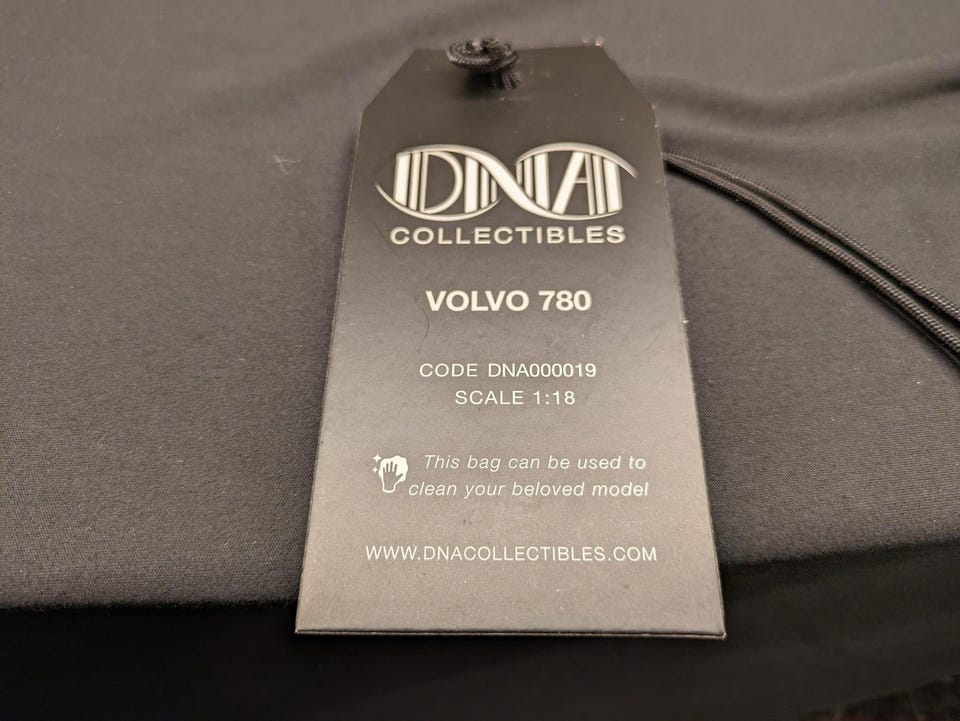 DNA
COLLECTIBLES
VOLVO 780
CODE DNA000019
SCALE 1:18
This bag can be used to
clean your beloved model
WWW.DNACOLLECTIBLES.COM